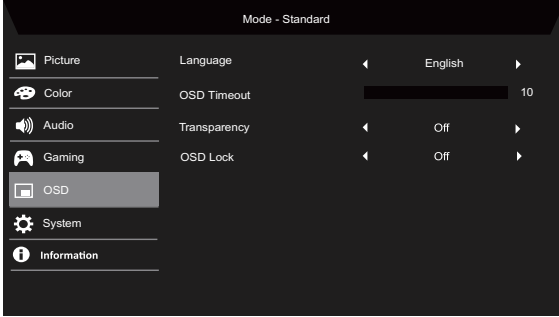 Mode - Standard
Picture
Color
Audio
Gaming
OSD
System
Information
Language English
OSD Timeout 10
Transparency Off
OSD Lock Off